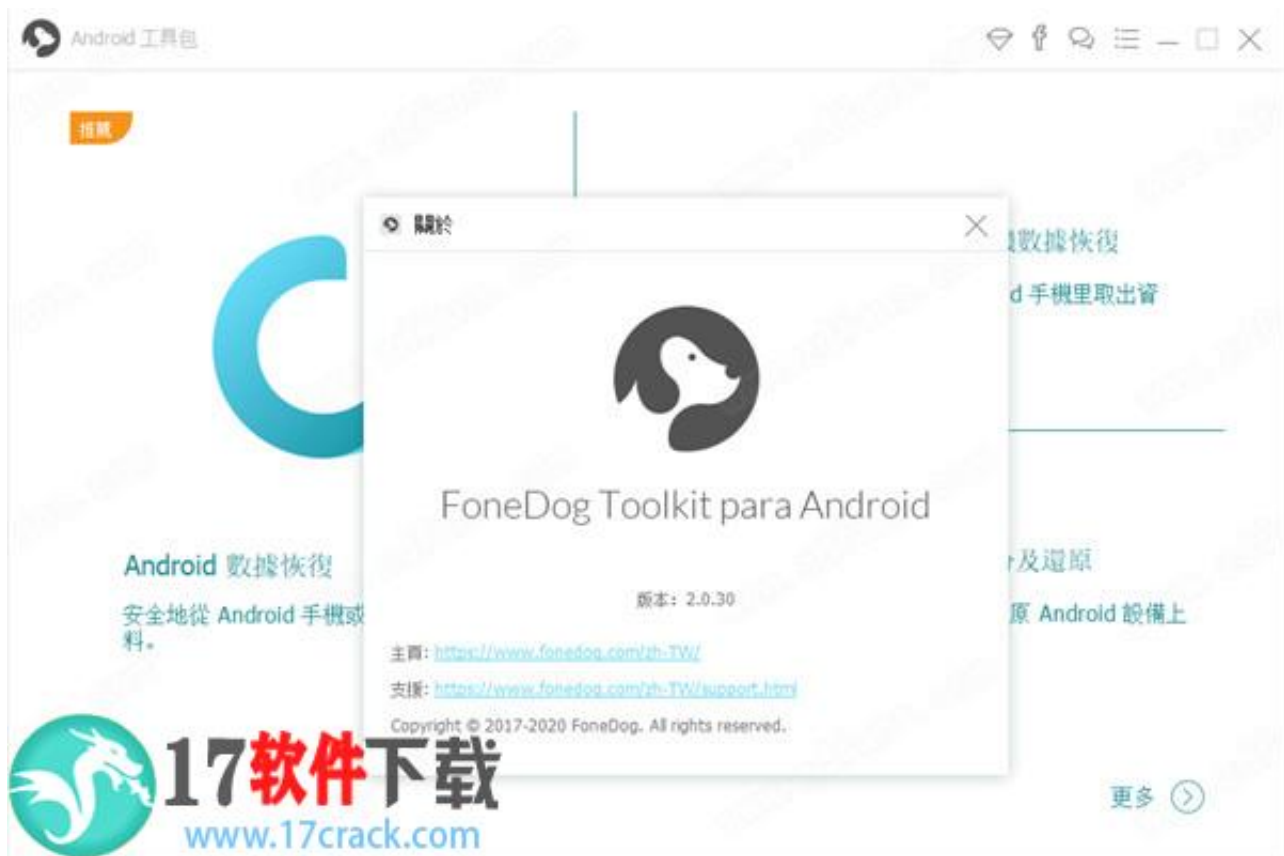 Android 工具包
推薦
關於
數據恢復
d 手機里取出資
FoneDog Toolkit para Android
版本：2.0.30
主頁: https://www.fonedog.com/zh-TW/
支援: https://www.fonedog.com/zh-TW/support.html
Copyright © 2017-2020 FoneDog. All rights reserved.
Android 數據恢復
安全地從 Android 手機或
料。
及還原
原 Android 設備上
更多
17软件下载
www.17crack.com